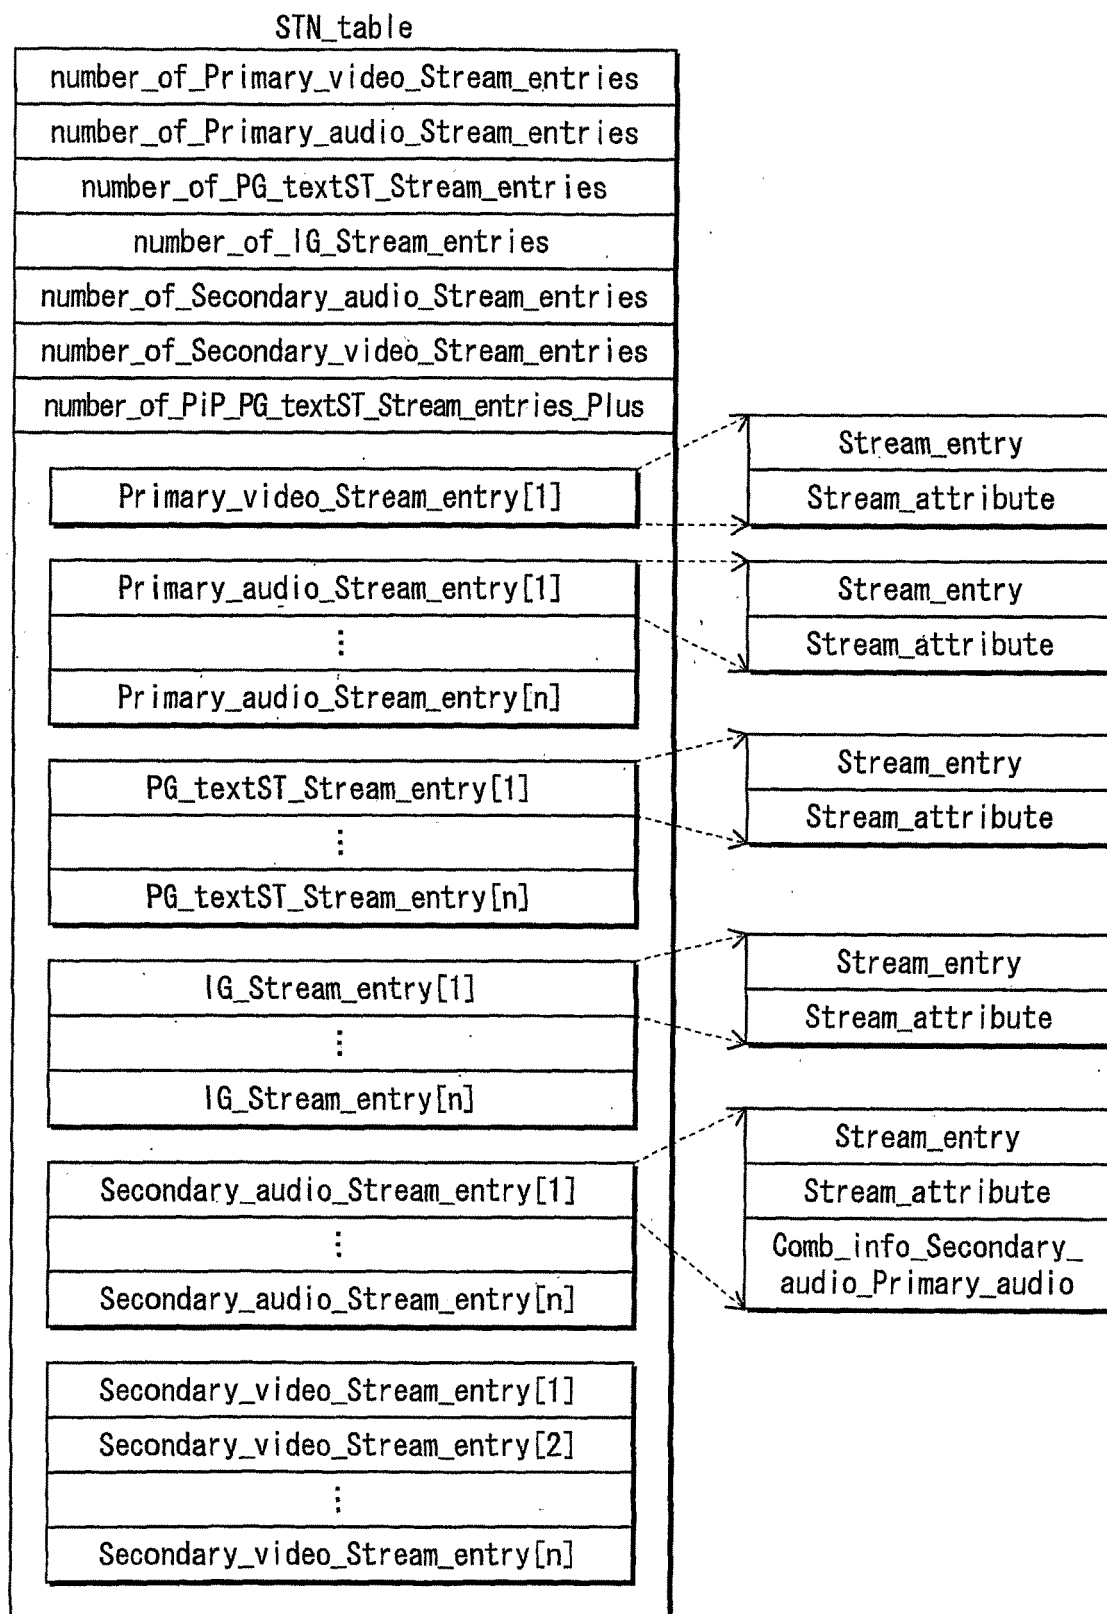 STN_table
number_of_Primary_video_Stream_entries
number_of_Primary_audio_Stream_entries
number_of_PG_textST_Stream_entries
number_of_IG_Stream_entries
number_of_Secondary_audio_Stream_entries
number_of_Secondary_video_Stream_entries
number_of_PiP_PG_textST_Stream_entries_Plus
Primary_video_Stream_entry[1]
Stream_entry
Stream_attribute
Primary_audio_Stream_entry[1]
⋮
Primary_audio_Stream_entry[n]
Stream_entry
Stream_attribute
PG_textST_Stream_entry[1]
⋮
PG_textST_Stream_entry[n]
Stream_entry
Stream_attribute
IG_Stream_entry[1]
⋮
IG_Stream_entry[n]
Stream_entry
Stream_attribute
Secondary_audio_Stream_entry[1]
⋮
Secondary_audio_Stream_entry[n]
Stream_entry
Stream_attribute
Comb_info_Secondary_
audio_Primary_audio
Secondary_video_Stream_entry[1]
Secondary_video_Stream_entry[2]
⋮
Secondary_video_Stream_entry[n]